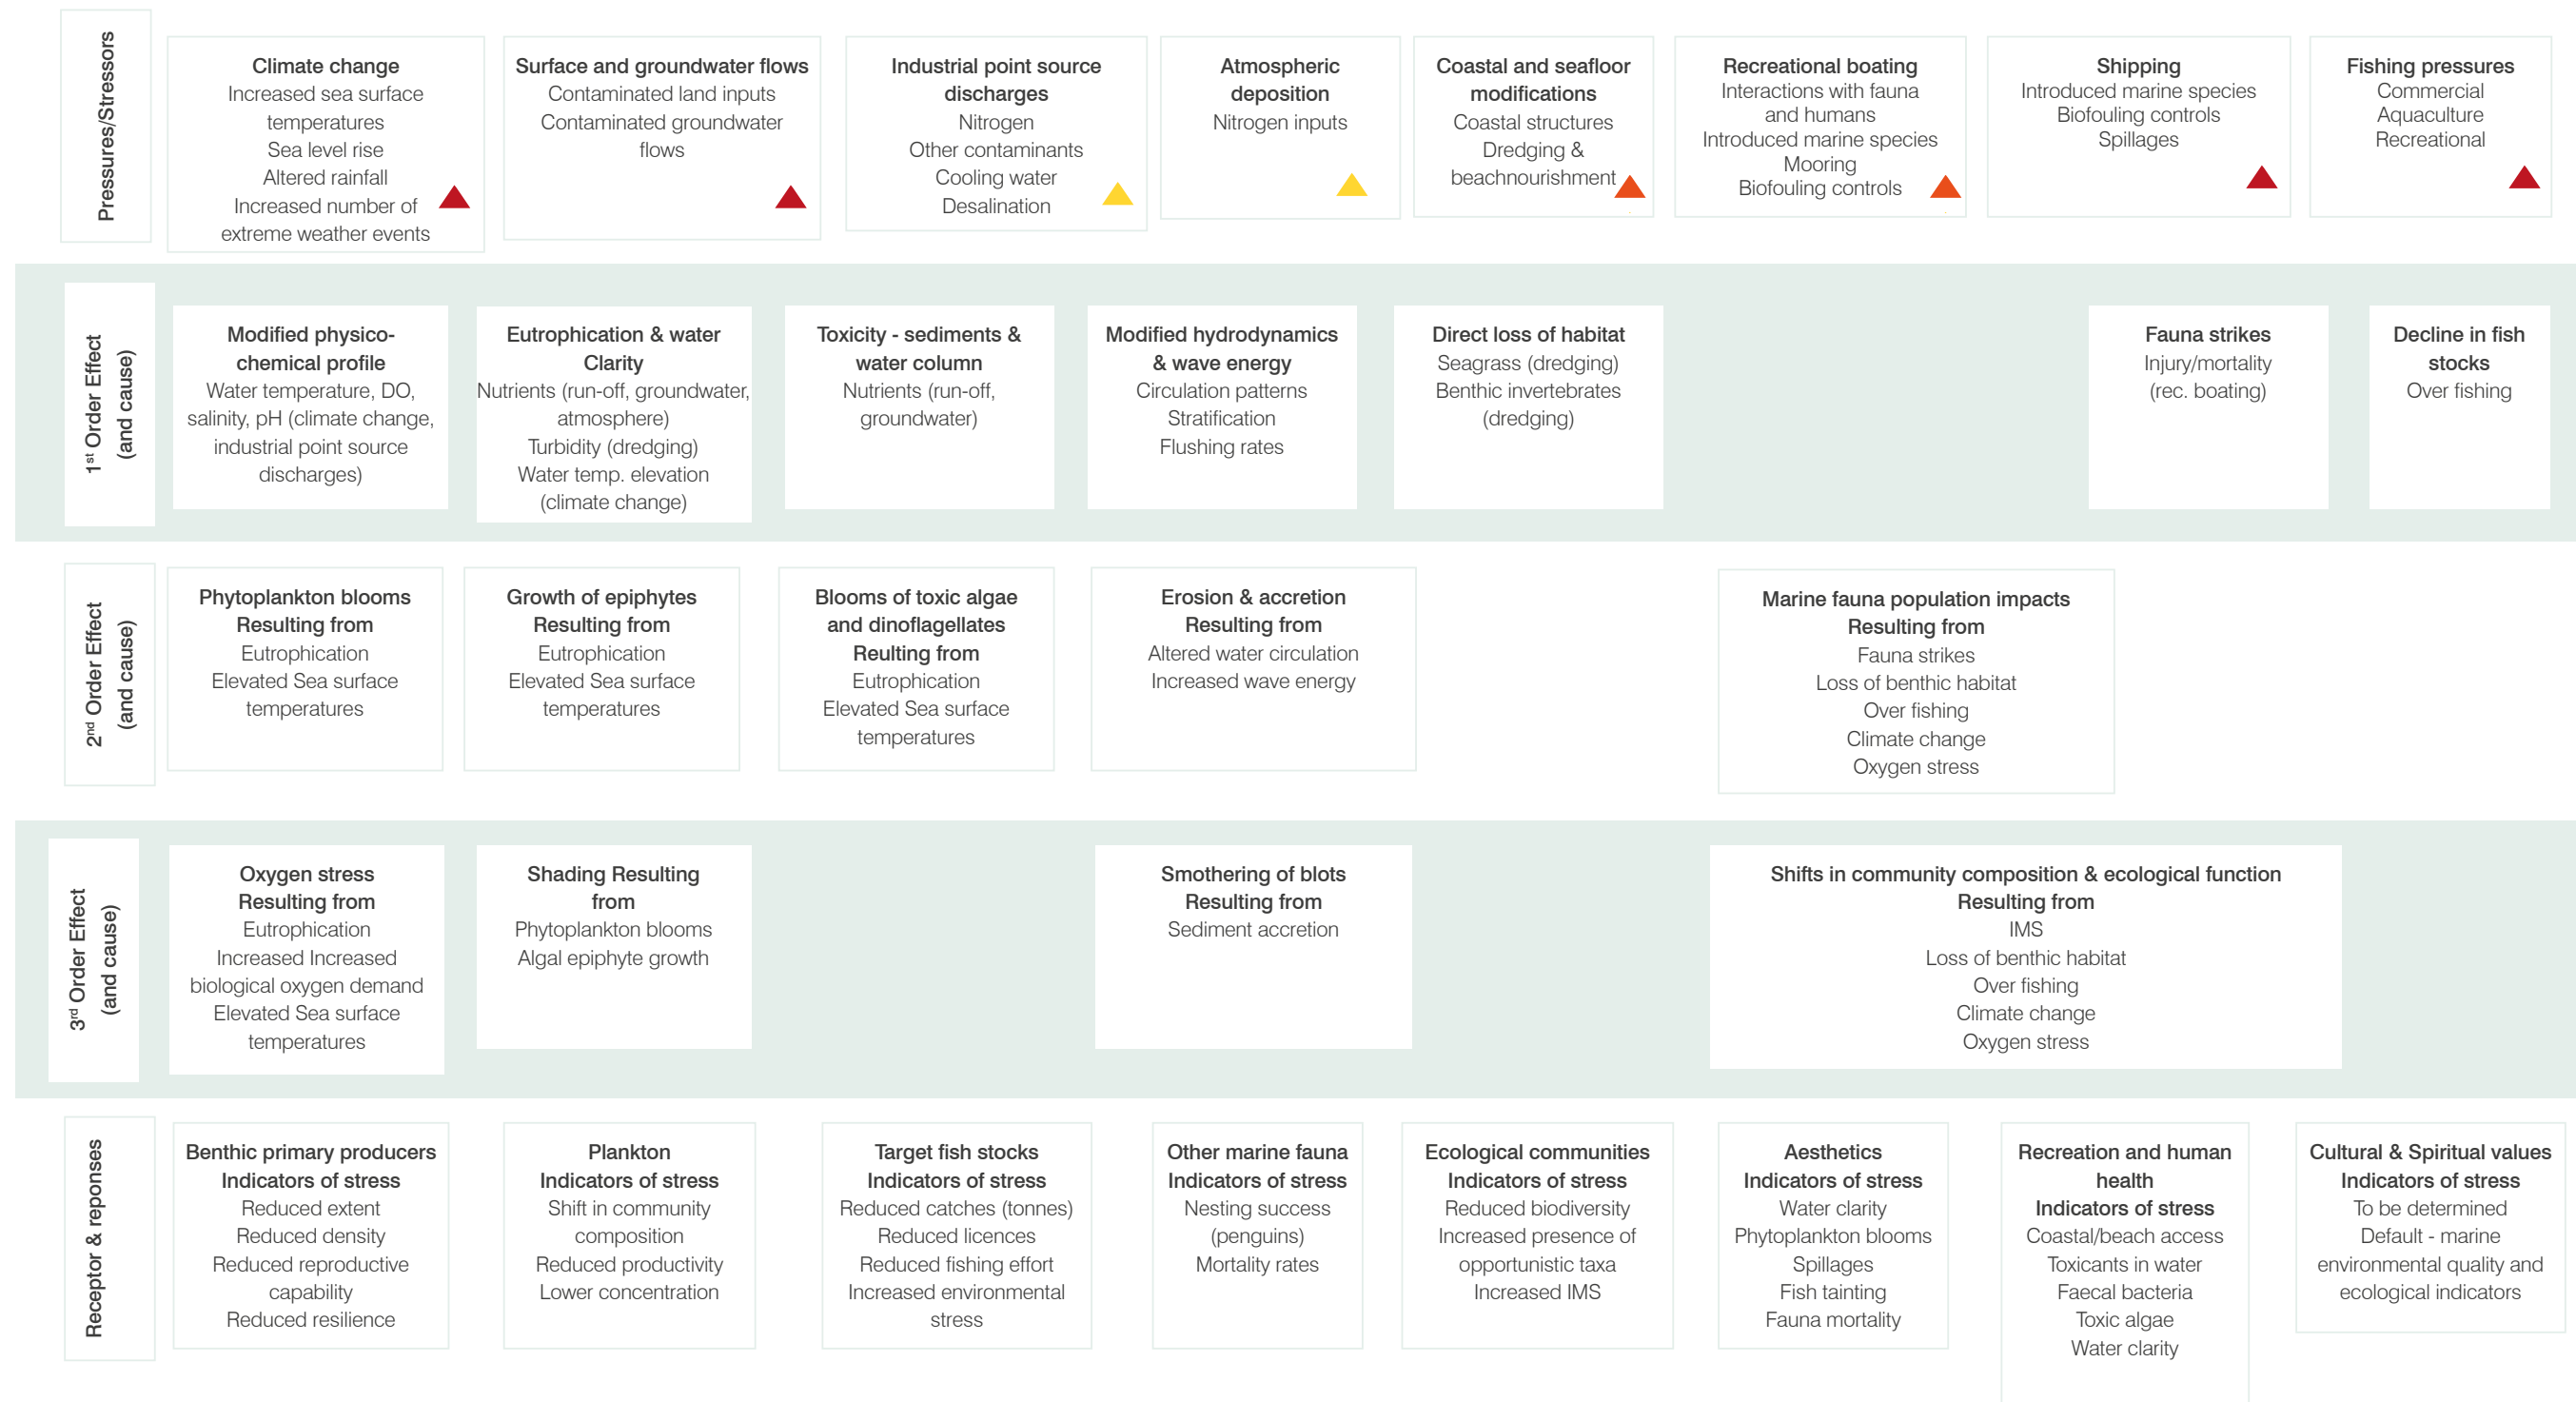 Pressures/Stressors
Climate change
Increased sea surface
temperatures
Sea level rise
Altered rainfall
Increased number of
extreme weather events
Surface and groundwater flows
Contaminated land inputs
Contaminated groundwater
flows
Industrial point source
discharges
Nitrogen
Other contaminants
Cooling water
Desalination
Atmospheric
deposition
Nitrogen inputs
Coastal and seafloor
modifications
Coastal structures
Dredging &
beachnourishment
Recreational boating
Interactions with fauna
and humans
Introduced marine species
Mooring
Biofouling controls
Shipping
Introduced marine species
Biofouling controls
Spillages
Fishing pressures
Commercial
Aquaculture
Recreational
1st Order Effect
(and cause)
Modified physico-
chemical profile
Water temperature, DO,
salinity, pH (climate change,
industrial point source
discharges)
Eutrophication & water
Clarity
Nutrients (run-off, groundwater,
atmosphere)
Turbidity (dredging)
Water temp. elevation
(climate change)
Toxicity - sediments &
water column
Nutrients (run-off,
groundwater)
Modified hydrodynamics
& wave energy
Circulation patterns
Stratification
Flushing rates
Direct loss of habitat
Seagrass (dredging)
Benthic invertebrates
(dredging)
Fauna strikes
Injury/mortality
(rec. boating)
Decline in fish
stocks
Over fishing
2nd Order Effect
(and cause)
Phytoplankton blooms
Resulting from
Eutrophication
Elevated Sea surface
temperatures
Growth of epiphytes
Resulting from
Eutrophication
Elevated Sea surface
temperatures
Blooms of toxic algae
and dinoflagellates
Reulting from
Eutrophication
Elevated Sea surface
temperatures
Erosion & accretion
Resulting from
Altered water circulation
Increased wave energy
Marine fauna population impacts
Resulting from
Fauna strikes
Loss of benthic habitat
Over fishing
Climate change
Oxygen stress
3rd Order Effect
(and cause)
Oxygen stress
Resulting from
Eutrophication
Increased Increased
biological oxygen demand
Elevated Sea surface
temperatures
Shading Resulting
from
Phytoplankton blooms
Algal epiphyte growth
Smothering of blots
Resulting from
Sediment accretion
Shifts in community composition & ecological function
Resulting from
IMS
Loss of benthic habitat
Over fishing
Climate change
Oxygen stress
Receptor & reponses
Benthic primary producers
Indicators of stress
Reduced extent
Reduced density
Reduced reproductive
capability
Reduced resilience
Plankton
Indicators of stress
Shift in community
composition
Reduced productivity
Lower concentration
Target fish stocks
Indicators of stress
Reduced catches (tonnes)
Reduced licences
Reduced fishing effort
Increased environmental
stress
Other marine fauna
Indicators of stress
Nesting success
(penguins)
Mortality rates
Ecological communities
Indicators of stress
Reduced biodiversity
Increased presence of
opportunistic taxa
Increased IMS
Aesthetics
Indicators of stress
Water clarity
Phytoplankton blooms
Spillages
Fish tainting
Fauna mortality
Recreation and human
health
Indicators of stress
Coastal/beach access
Toxicants in water
Faecal bacteria
Toxic algae
Water clarity
Cultural & Spiritual values
Indicators of stress
To be determined
Default - marine
environmental quality and
ecological indicators